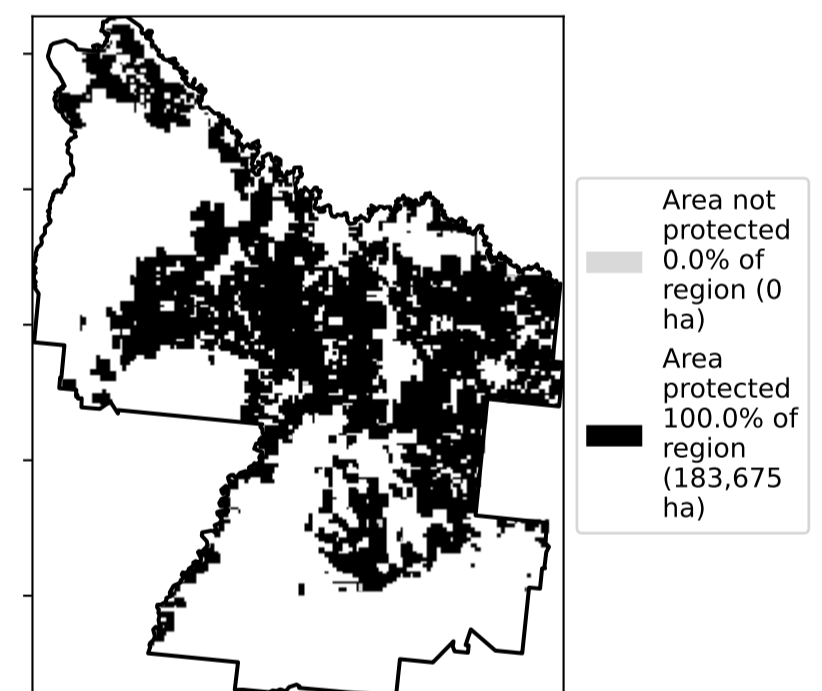 Area not
protected
0.0% of
region (0
ha)
Area
protected
100.0% of
region
(183,675
ha)